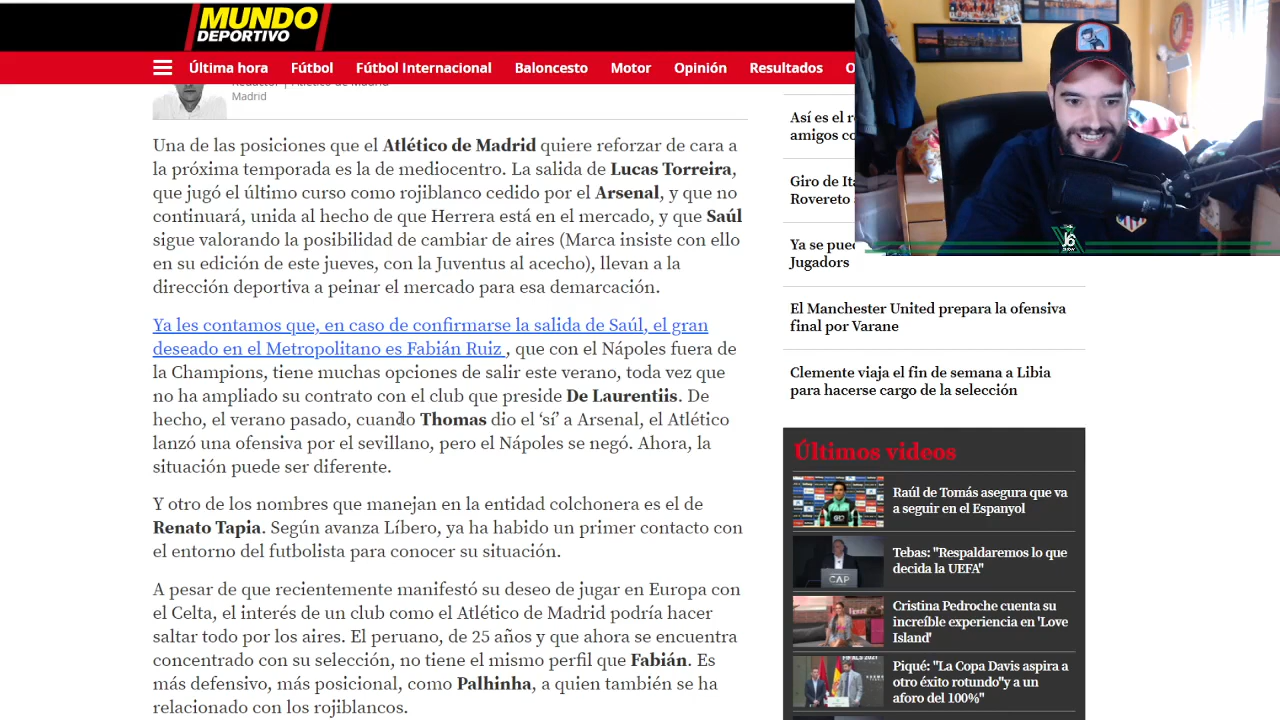 MUNDO
DEPORTIVO
Última hora Fútbol Fútbol Internacional Baloncesto Motor Opinión Resultados
Madrid
Una de las posiciones que el Atlético de Madrid quiere reforzar de cara a
la próxima temporada es la de mediocentro. La salida de Lucas Torreira,
que jugó el último curso como rojiblanco cedido por el Arsenal, y que no
continuará, unida al hecho de que Herrera está en el mercado, y que Saúl
sigue valorando la posibilidad de cambiar de aires (Marca insiste con ello
en su edición de este jueves, con la Juventus al acecho), llevan a la
dirección deportiva a peinar el mercado para esa demarcación.
Ya les contamos que, en caso de confirmarse la salida de Saúl, el gran
deseado en el Metropolitano es Fabián Ruiz , que con el Nápoles fuera de
la Champions, tiene muchas opciones de salir este verano, toda vez que
no ha ampliado su contrato con el club que preside De Laurentiis. De
hecho, el verano pasado, cuando Thomas dio el ‘sí’ a Arsenal, el Atlético
lanzó una ofensiva por el sevillano, pero el Nápoles se negó. Ahora, la
situación puede ser diferente.
Y otro de los nombres que manejan en la entidad colchonera es el de
Renato Tapia. Según avanza Líbero, ya ha habido un primer contacto con
el entorno del futbolista para conocer su situación.
A pesar de que recientemente manifestó su deseo de jugar en Europa con
el Celta, el interés de un club como el Atlético de Madrid podría hacer
saltar todo por los aires. El peruano, de 25 años y que ahora se encuentra
concentrado con su selección, no tiene el mismo perfil que Fabián. Es
más defensivo, más posicional, como Palhinha, a quien también se ha
relacionado con los rojiblancos.
Así es el
amigos
Giro de
Rovereto
Ya se
Jugadors
El Manchester United prepara la ofensiva
final por Varane
Clemente viaja el fin de semana a Libia
para hacerse cargo de la selección
Últimos videos
Raúl de Tomás asegura que va
a seguir en el Espanyol
Tebas: "Respaldaremos lo que
decida la UEFA"
CAP
Cristina Pedroche cuenta su
increíble experiencia en 'Love
Island'
Piqué: "La Copa Davis aspira a
otro éxito rotundo"y a un
aforo del 100%"
J6